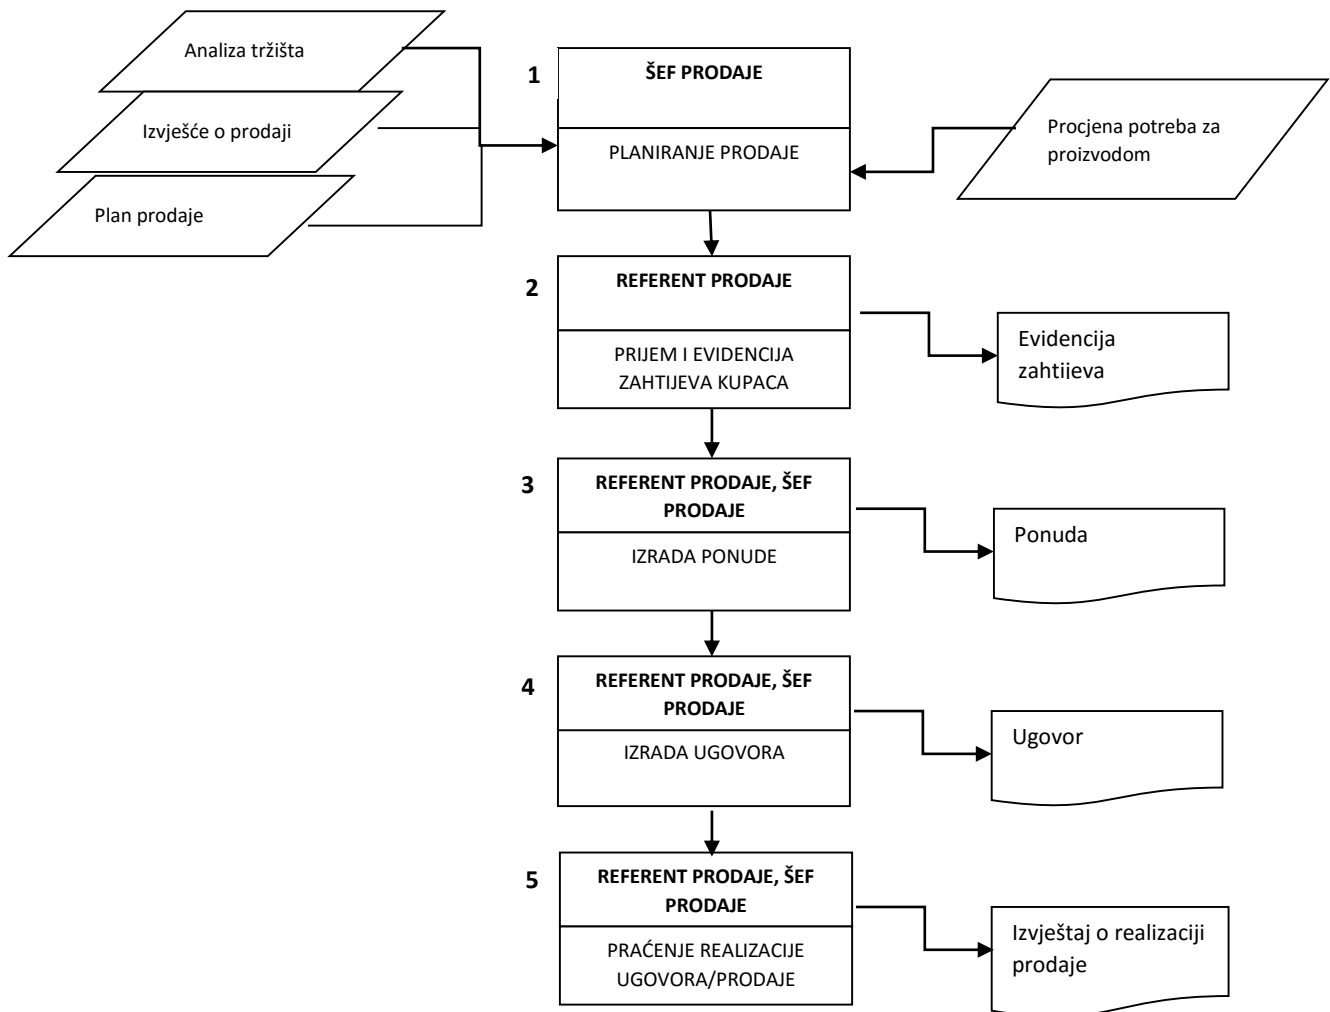 Analiza tržišta
Izvješće o prodaji
Plan prodaje
1
ŠEF PRODAJE
PLANIRANJE PRODAJE
Procjena potreba za
proizvodom
2
REFERENT PRODAJE
PRIJEM I EVIDENCIJA
ZAHTIJEVA KUPACA
Evidencija
zahtijeva
3
REFERENT PRODAJE, ŠEF
PRODAJE
IZRADA PONUDE
Ponuda
4
REFERENT PRODAJE, ŠEF
PRODAJE
IZRADA UGOVORA
Ugovor
5
REFERENT PRODAJE, ŠEF
PRODAJE
PRAĆENJE REALIZACIJE
UGOVORA/PRODAJE
Izvještaj o realizaciji
prodaje